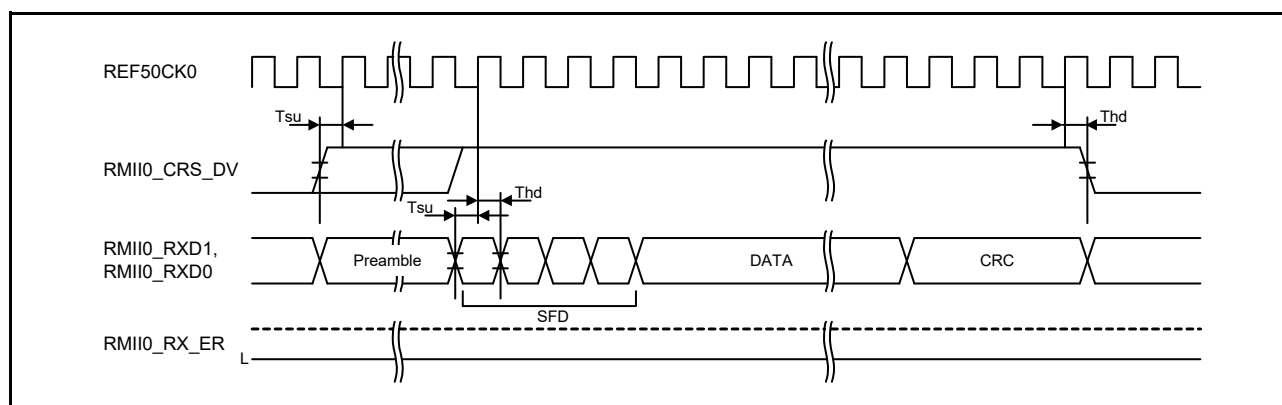 REF50CK0
Tsu
Thd
RMII0_CRS_DV
Thd
Tsu
RMII0_RXD1,
RMII0_RXD0
Preamble
DATA
CRC
SFD
RMII0_RX_ER
L